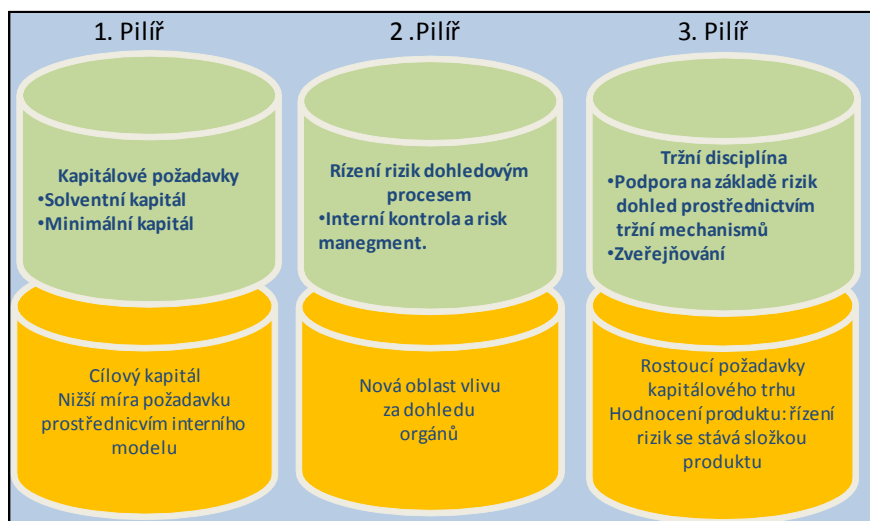 1. Pilíř
Kapitálové požadavky
•Solventní kapitál
•Minimální kapitál
Cílový kapitál
Nižší míra požadavku
prostřednicvím interního
modelu
2 .Pilíř
Rízení rizik dohledovým
procesem
•Interní kontrola a risk
manegment.
Nová oblast vlivu
za dohledu
orgánů
3. Pilíř
Tržní disciplína
•Podpora na základě rizik
dohled prostřednictvím
tržní mechanismů
•Zveřejňování
Rostoucí požadavky
kapitálového trhu
Hodnocení produktu: řízení
rizik se stává složkou
produktu